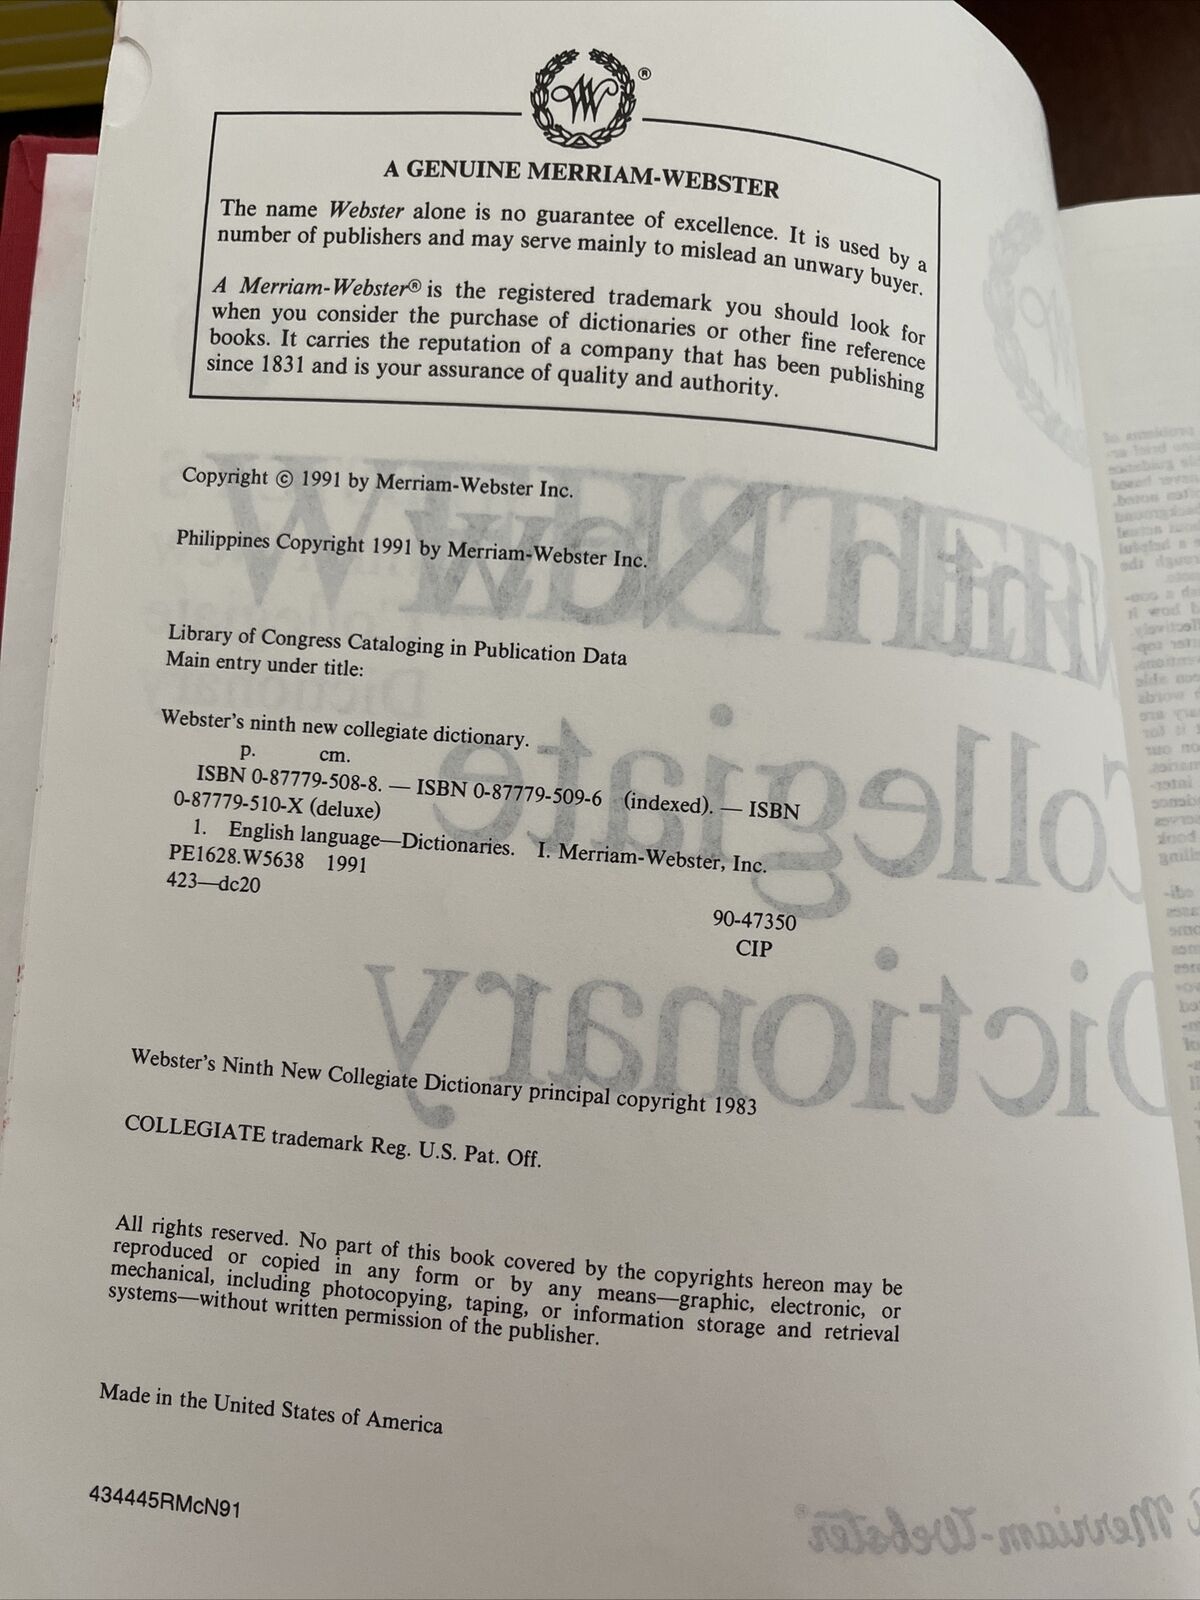 ®
A GENUINE MERRIAM-WEBSTER
The name Webster alone is no guarantee of excellence. It is used by a
number of publishers and may serve mainly to mislead an unwary buyer.
A Merriam-Webster® is the registered trademark you should look for
when you consider the purchase of dictionaries or other fine reference
books. It carries the reputation of a company that has been publishing
since 1831 and is your assurance of quality and authority.
Copyright © 1991 by Merriam-Webster Inc.
Philippines Copyright 1991 by Merriam-Webster Inc.
Library of Congress Cataloging in Publication Data
Main entry under title:
Webster's ninth new collegiate dictionary.
p. cm.
ISBN 0-87779-508-8. — ISBN 0-87779-509-6 (indexed). — ISBN
0-87779-510-X (deluxe)
1. English language—Dictionaries. I. Merriam-Webster, Inc.
PE1628.W5638 1991
423—dc20
90-47350
CIP
Webster's Ninth New Collegiate Dictionary principal copyright 1983
COLLEGIATE trademark Reg. U.S. Pat. Off.
All rights reserved. No part of this book covered by the copyrights hereon may be
reproduced or copied in any form or by any means—graphic, electronic, or
mechanical, including photocopying, taping, or information storage and retrieval
systems—without written permission of the publisher.
Made in the United States of America
434445RMcN91